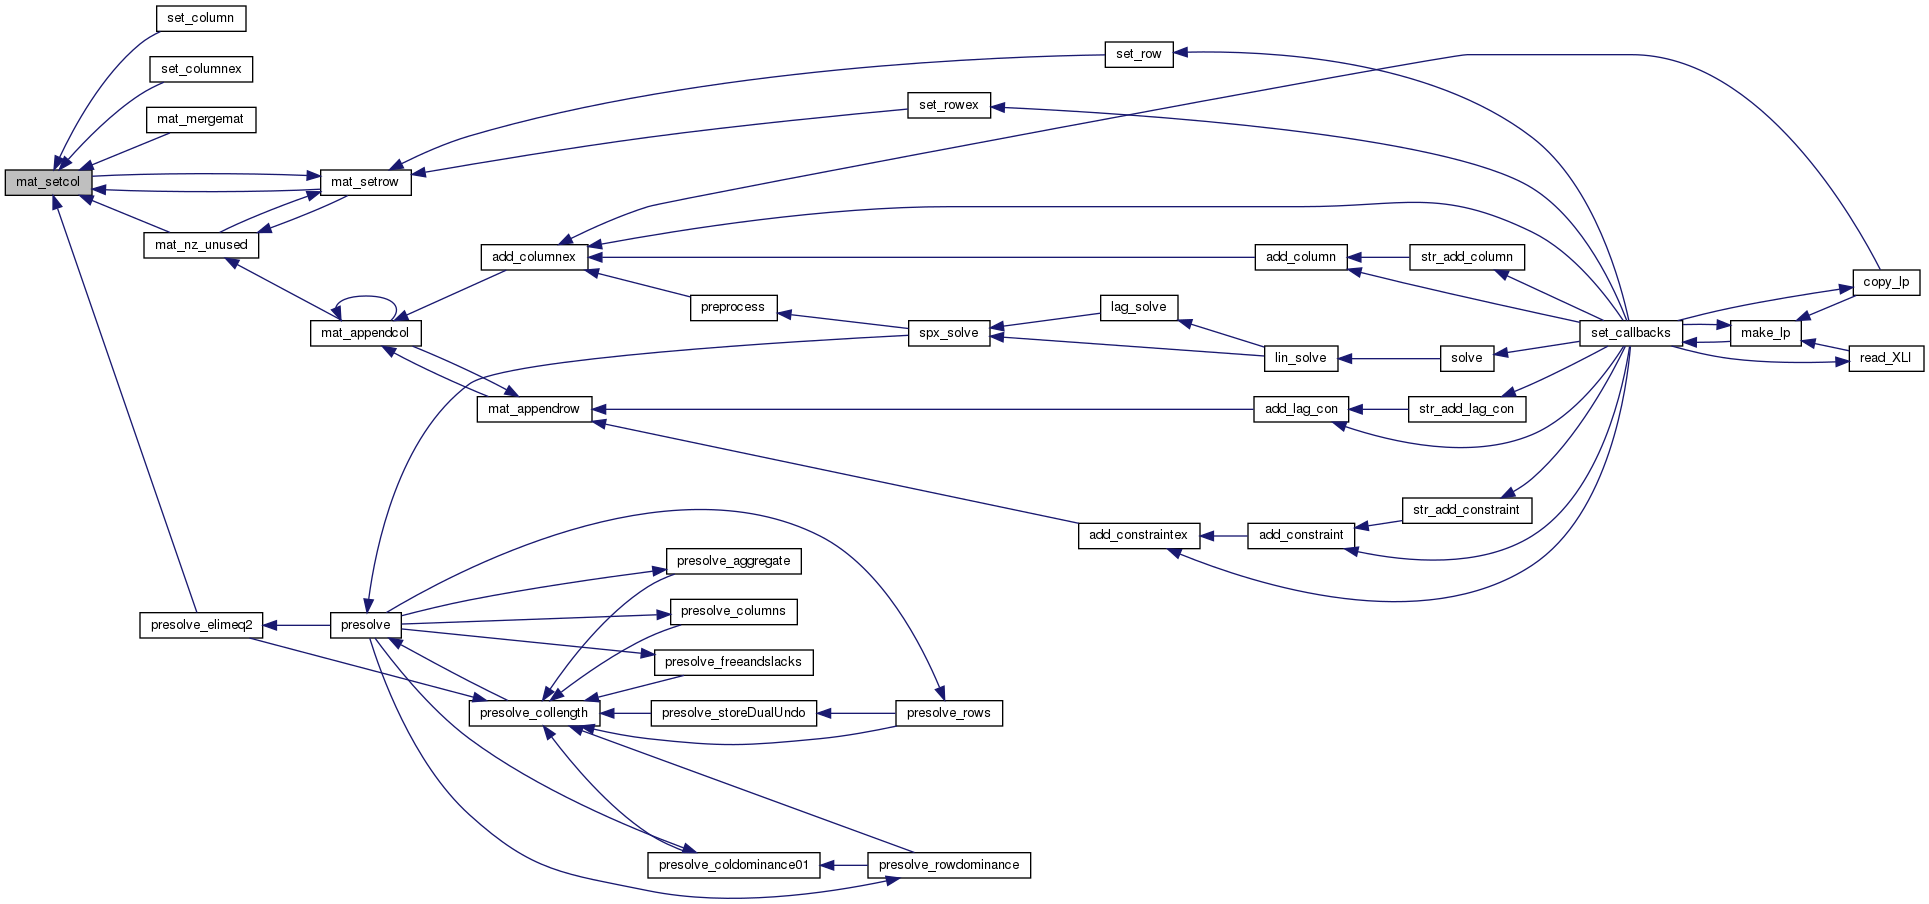 set_column
set_columnex
mat_mergemat
mat_setcol
mat_setrow
mat_nz_unused
set_row
set_rowex
add_columnex
add_column
str_add_column
copy_lp
preprocess
lag_solve
mat_appendcol
spx_solve
set_callbacks
make_lp
lin_solve
solve
read_XLI
mat_appendrow
add_lag_con
str_add_lag_con
str_add_constraint
add_constraintex
add_constraint
presolve_aggregate
presolve_columns
presolve_elimeq2
presolve
presolve_freeandslacks
presolve_collength
presolve_storeDualUndo
presolve_rows
presolve_coldominance01
presolve_rowdominance